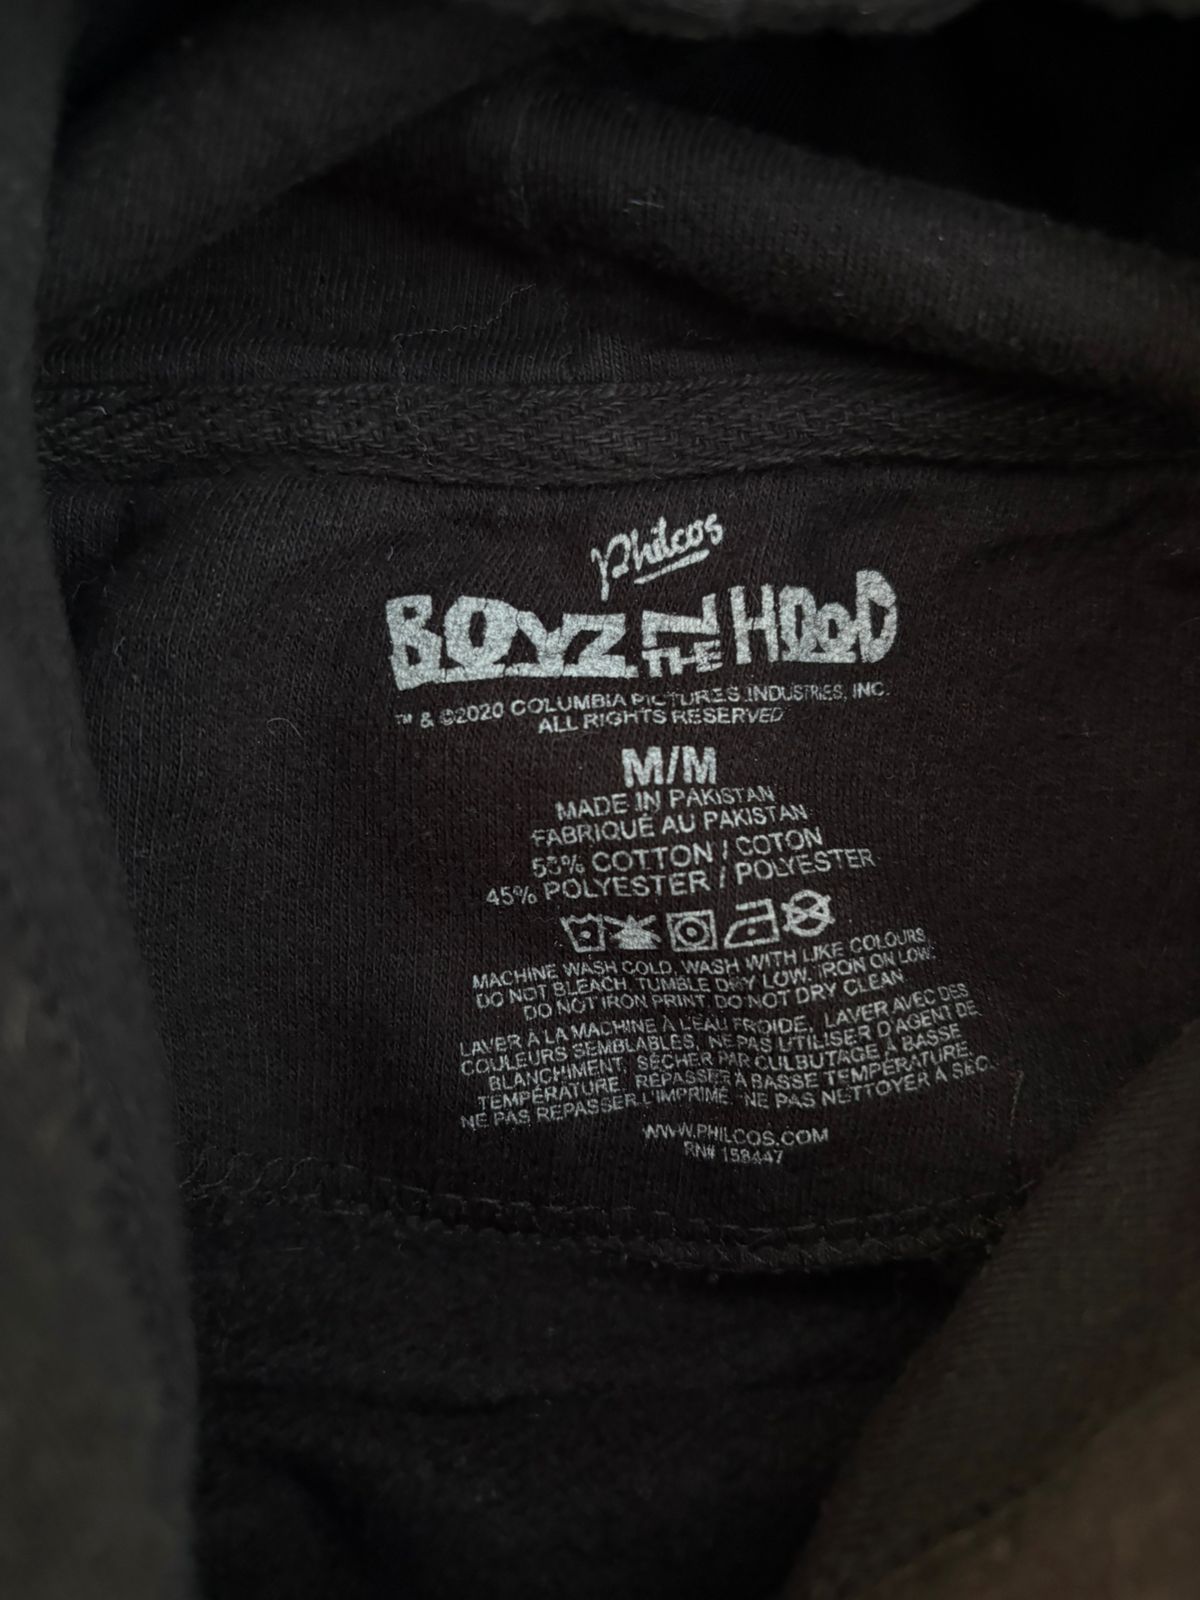 Philcos
BOYZ N THE HOOD
™ & ©2020 COLUMBIA PICTURES INDUSTRIES, INC.
ALL RIGHTS RESERVED
M/M
MADE IN PAKISTAN
FABRIQUÉ AU PAKISTAN
55% COTTON / COTON
45% POLYESTER / POLYESTER
MACHINE WASH COLD, WASH WITH LIKE COLOURS
DO NOT BLEACH, TUMBLE DRY LOW, IRON ON LOW.
DO NOT IRON PRINT, DO NOT DRY CLEAN
LAVER À LA MACHINE À L'EAU FROIDE, LAVER AVEC DES
COULEURS SEMBLABLES, NE PAS UTILISER D'AGENT DE
BLANCHIMENT, SÉCHER PAR CULBUTAGE À BASSE
TEMPÉRATURE, REPASSER À BASSE TEMPÉRATURE,
NE PAS REPASSER L'IMPRIMÉ, NE PAS NETTOYER À SEC.
WWW.PHILCOS.COM
RN# 158447